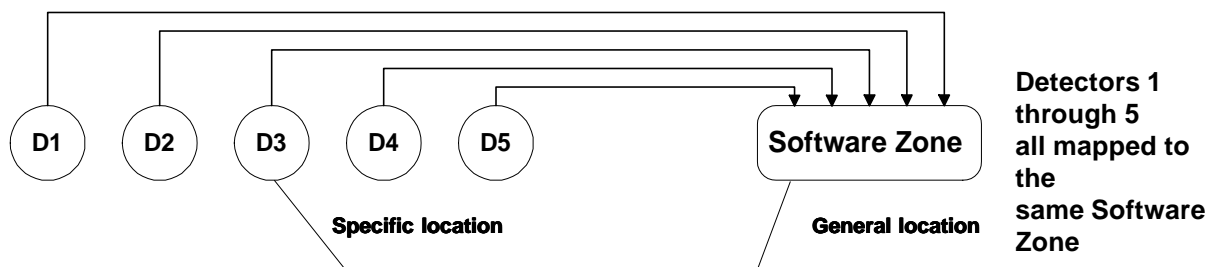 D1
D2
D3
D4
D5
Software Zone
Specific location
General location
Detectors 1
through 5
all mapped to
the
same Software
Zone